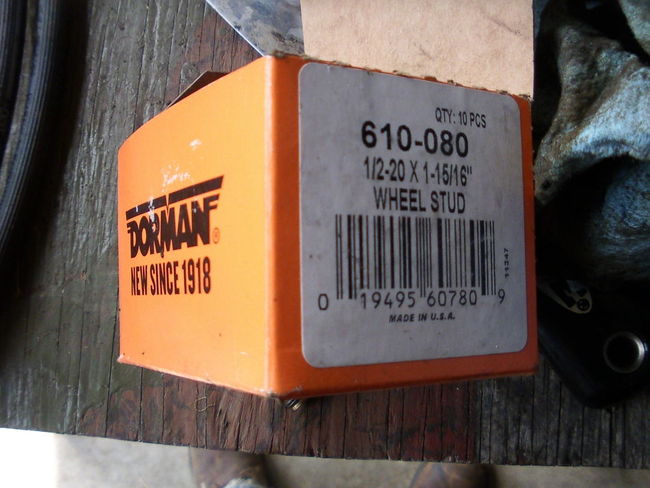 DORMAN®
NEW SINCE 1918
QTY: 10 PCS
610-080
1/2-20 X 1-15/16"
WHEEL STUD
11347
0 19495 60780 9
MADE IN U.S.A.